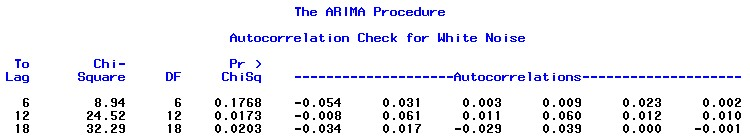 The ARIMA Procedure
Autocorrelation Check for White Noise
To Chi- Pr >
Lag Square DF ChiSq --------------------Autocorrelations--------------------
6 8.94 6 0.1768 -0.054 0.031 0.003 0.009 0.023 0.002
12 24.52 12 0.0173 -0.008 0.061 0.011 0.060 0.012 0.010
18 32.29 18 0.0203 -0.034 0.017 -0.029 0.039 0.000 -0.001